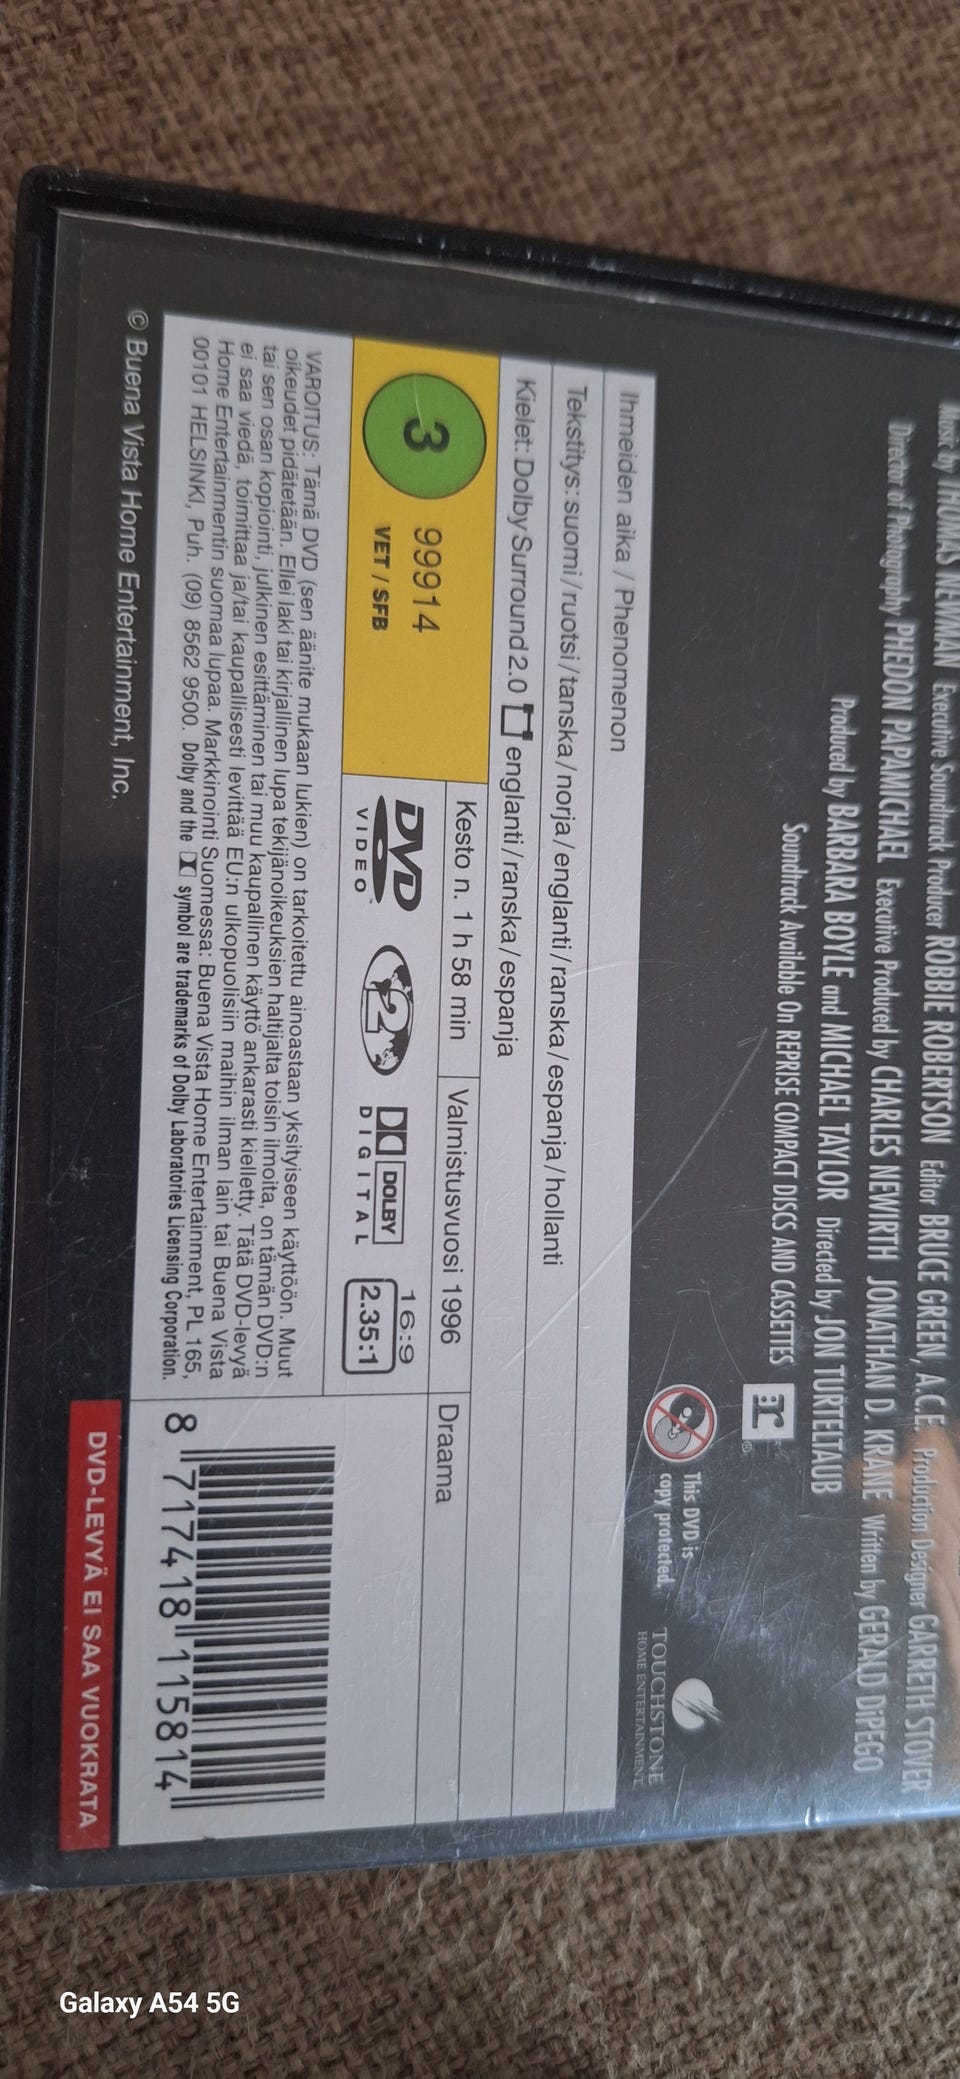 Music by THOMAS NEWMAN Executive Soundtrack Producer ROBBIE ROBERTSON Editor BRUCE GREEN, A.C.E. Production Designer GARRETH STOVER
Director of Photography PHEDON PAPAMICHAEL Executive Produced by CHARLES NEWIRTH JONATHAN D. KRANE Written by GERALD DiPEGO
Produced by BARBARA BOYLE and MICHAEL TAYLOR Directed by JON TURTELTAUB
Soundtrack Available On REPRISE COMPACT DISCS AND CASSETTES
This DVD is
copy protected.
TOUCHSTONE
HOME ENTERTAINMENT
Ihmeiden aika / Phenomenon
Tekstitys: suomi/ruotsi/tanska/norja/englanti/ranska/espanja/hollanti
Kielet: Dolby Surround 2.0 englanti/ranska/espanja
Kesto n. 1 h 58 min
Valmistusvuosi 1996
Draama
3
99914
VET / SFB
DVD
VIDEO
2
DOLBY
DIGITAL
16:9
2.35:1
VAROITUS: Tämä DVD (sen äänite mukaan lukien) on tarkoitettu ainoastaan yksityiseen käyttöön. Muut
oikeudet pidätetään. Ellei laki tai kirjallinen lupa tekijänoikeuksien haltijalta toisin ilmoita, on tämän DVD:n
tai sen osan kopiointi, julkinen esittäminen tai muu kaupallinen käyttö ankarasti kielletty. Tätä DVD-levyä
ei saa viedä, toimittaa ja/tai kaupallisesti levittää EU:n ulkopuolisiin maihin ilman lain tai Buena Vista
Home Entertainmentin suomaa lupaa. Markkinointi Suomessa: Buena Vista Home Entertainment, PL 165,
00101 HELSINKI, Puh. (09) 8562 9500. Dolby and the symbol are trademarks of Dolby Laboratories Licensing Corporation.
8 717418 115814
© Buena Vista Home Entertainment, Inc.
DVD-LEVYÄ EI SAA VUOKRATA
Galaxy A54 5G